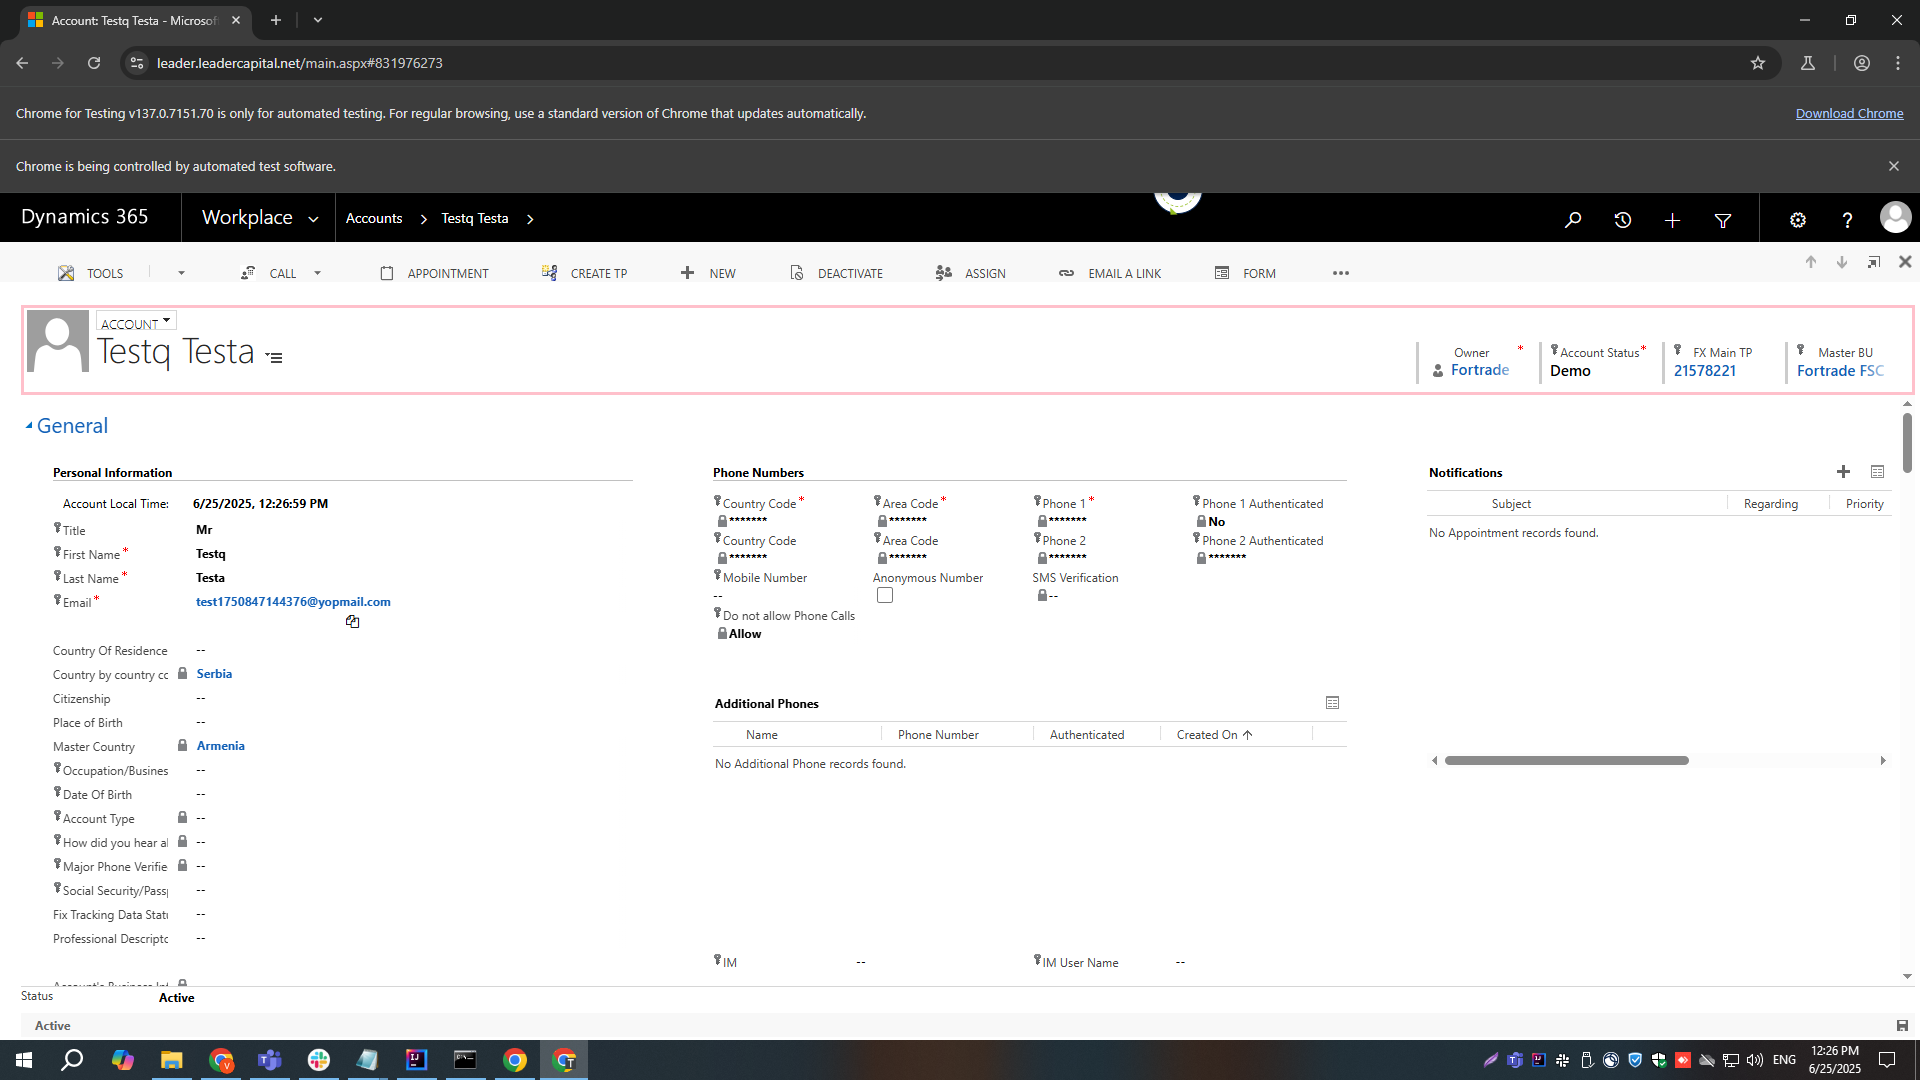 Account: Testq Testa - Microsof
leader.leadercapital.net/main.aspx#831976273
Chrome for Testing v137.0.7151.70 is only for automated testing. For regular browsing, use a standard version of Chrome that updates automatically.
Download Chrome
Chrome is being controlled by automated test software.
Dynamics 365
Workplace
Accounts
Testq Testa
TOOLS
CALL
APPOINTMENT
CREATE TP
NEW
DEACTIVATE
ASSIGN
EMAIL A LINK
FORM
ACCOUNT
Testq Testa
Owner *
Fortrade
Account Status *
Demo
FX Main TP
21578221
Master BU
Fortrade FSC
General
Personal Information
Account Local Time: 6/25/2025, 12:26:59 PM
Title Mr
First Name * Testq
Last Name * Testa
Email * test1750847144376@yopmail.com
Country Of Residence --
Country by country cc Serbia
Citizenship --
Place of Birth --
Master Country Armenia
Occupation/Busines --
Date Of Birth --
Account Type --
How did you hear al --
Major Phone Verifie --
Social Security/Pass --
Fix Tracking Data Statu --
Professional Descripto --
Phone Numbers
Country Code * Area Code * Phone 1 * Phone 1 Authenticated
******* ******* ******* No
Country Code Area Code Phone 2 Phone 2 Authenticated
******* ******* ******* *******
Mobile Number Anonymous Number SMS Verification
-- --
Do not allow Phone Calls
Allow
Additional Phones
Name Phone Number Authenticated Created On
No Additional Phone records found.
IM -- IM User Name --
Notifications
Subject Regarding Priority
No Appointment records found.
Status Active
Active
ENG
12:26 PM
6/25/2025